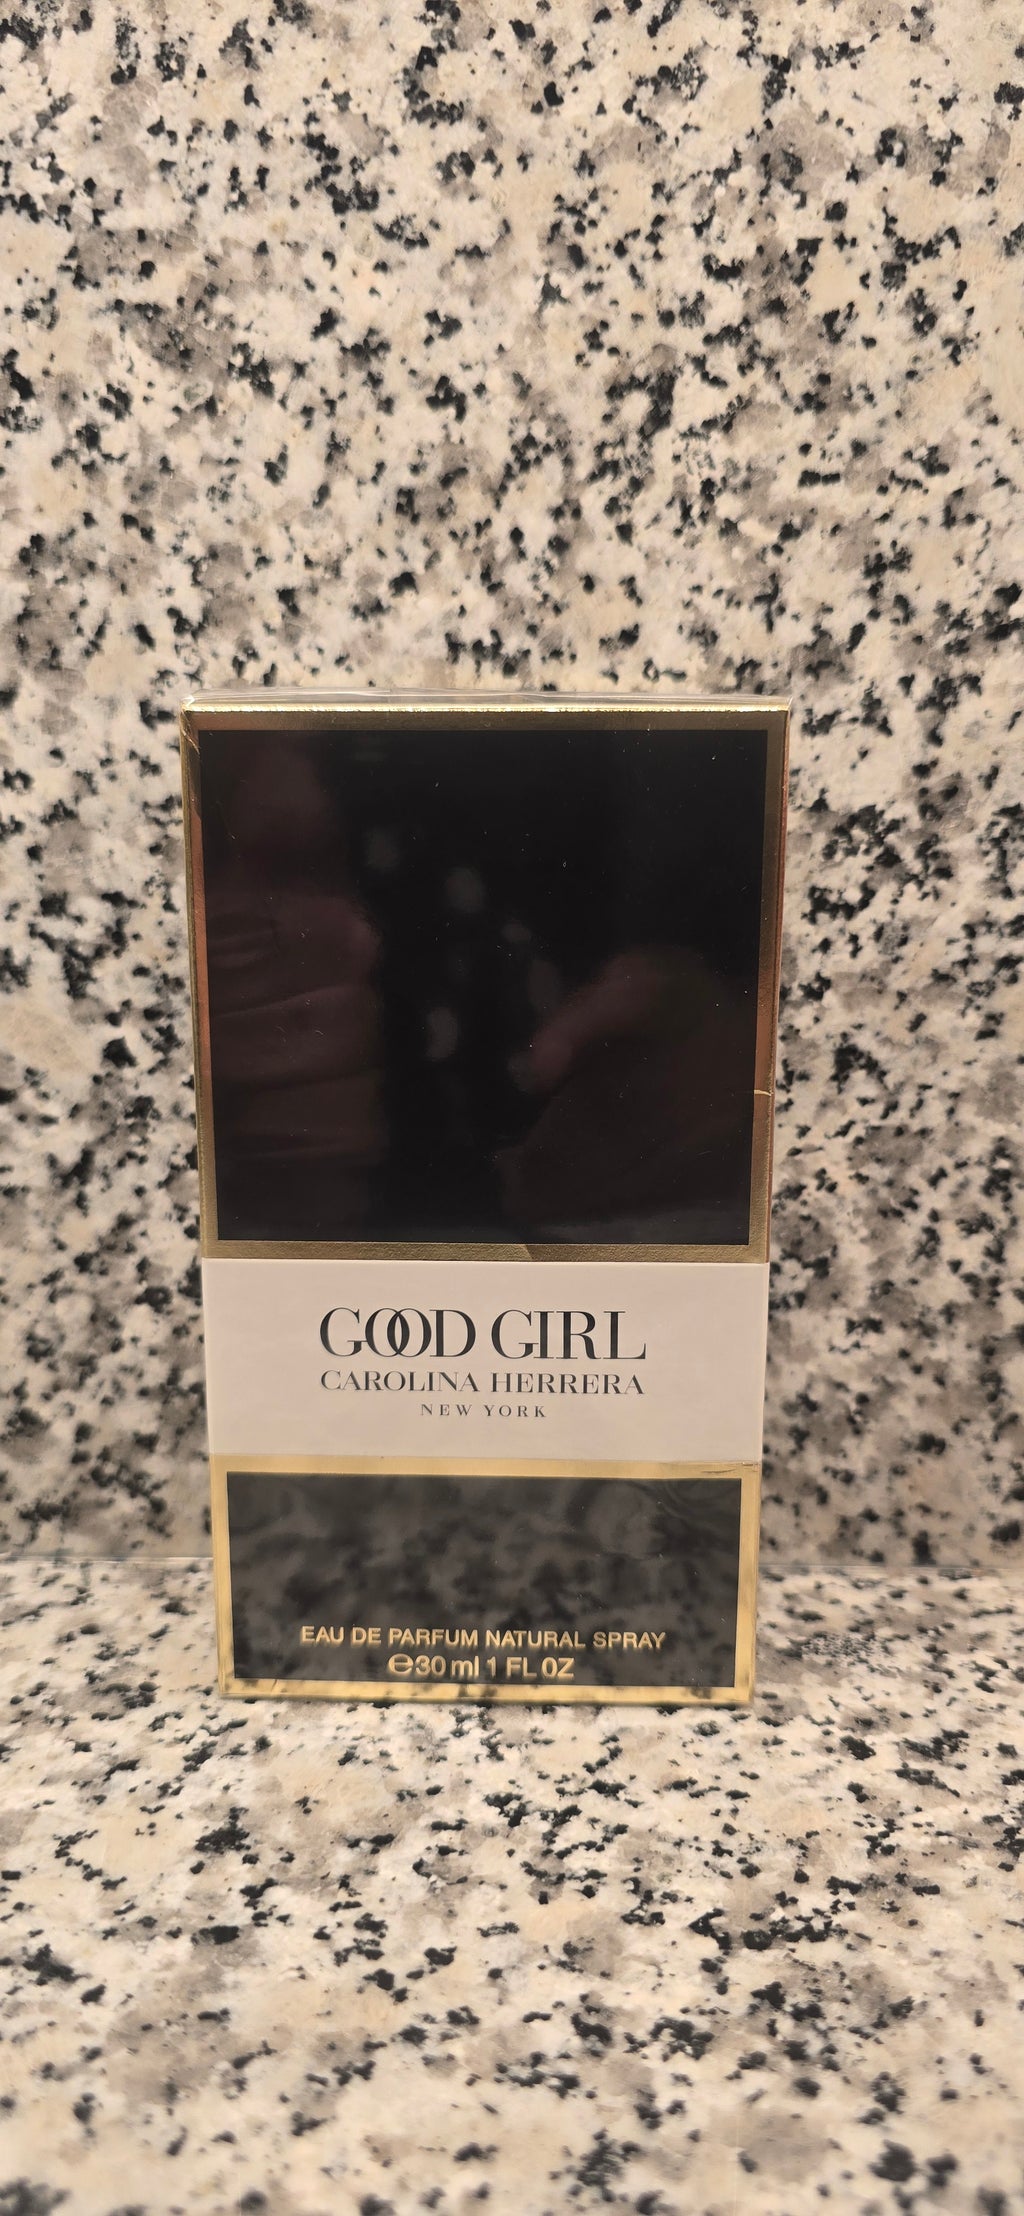 GOOD GIRL
CAROLINA HERRERA
NEW YORK
EAU DE PARFUM NATURAL SPRAY
℮30 ml 1 FL OZ